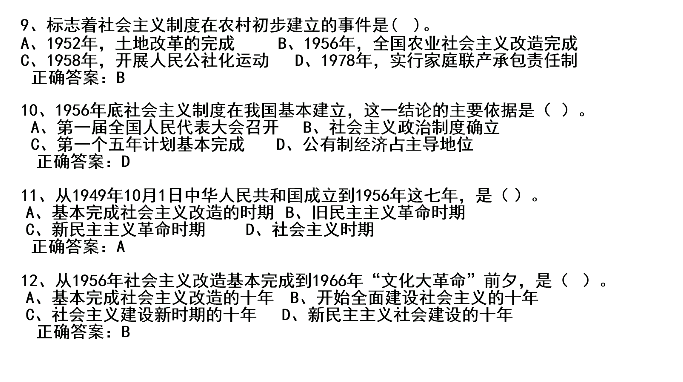 9、标志着社会主义制度在农村初步建立的事件是( )。
A、1952年，土地改革的完成 B、1956年，全国农业社会主义改造完成
C、1958年，开展人民公社化运动 D、1978年，实行家庭联产承包责任制
正确答案：B
10、1956年底社会主义制度在我国基本建立，这一结论的主要依据是（ ）。
A、第一届全国人民代表大会召开 B、社会主义政治制度确立
C、第一个五年计划基本完成 D、公有制经济占主导地位
正确答案：D
11、从1949年10月1日中华人民共和国成立到1956年这七年，是（ ）。
A、基本完成社会主义改造的时期 B、旧民主主义革命时期
C、新民主主义革命时期 D、社会主义时期
正确答案：A
12、从1956年社会主义改造基本完成到1966年“文化大革命”前夕，是（ ）。
A、基本完成社会主义改造的十年 B、开始全面建设社会主义的十年
C、社会主义建设新时期的十年 D、新民主主义社会建设的十年
正确答案：B